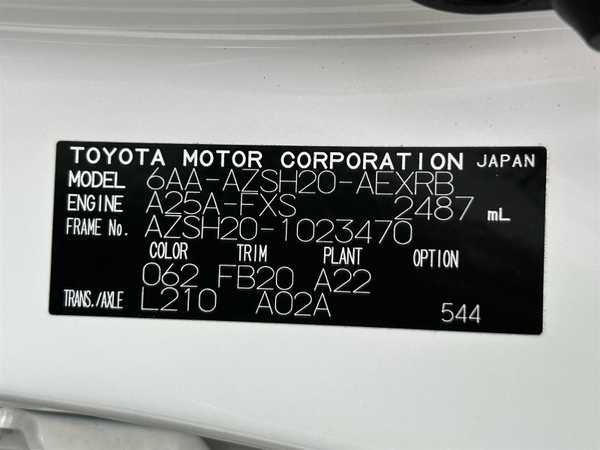 TOYOTA MOTOR CORPORATION JAPAN
MODEL 6AA-AZSH20-AEXRB
ENGINE A25A-FXS 2487 mL
FRAME No. AZSH20-1023470
COLOR TRIM PLANT OPTION
062 FB20 A22
TRANS./AXLE L210 A02A 544